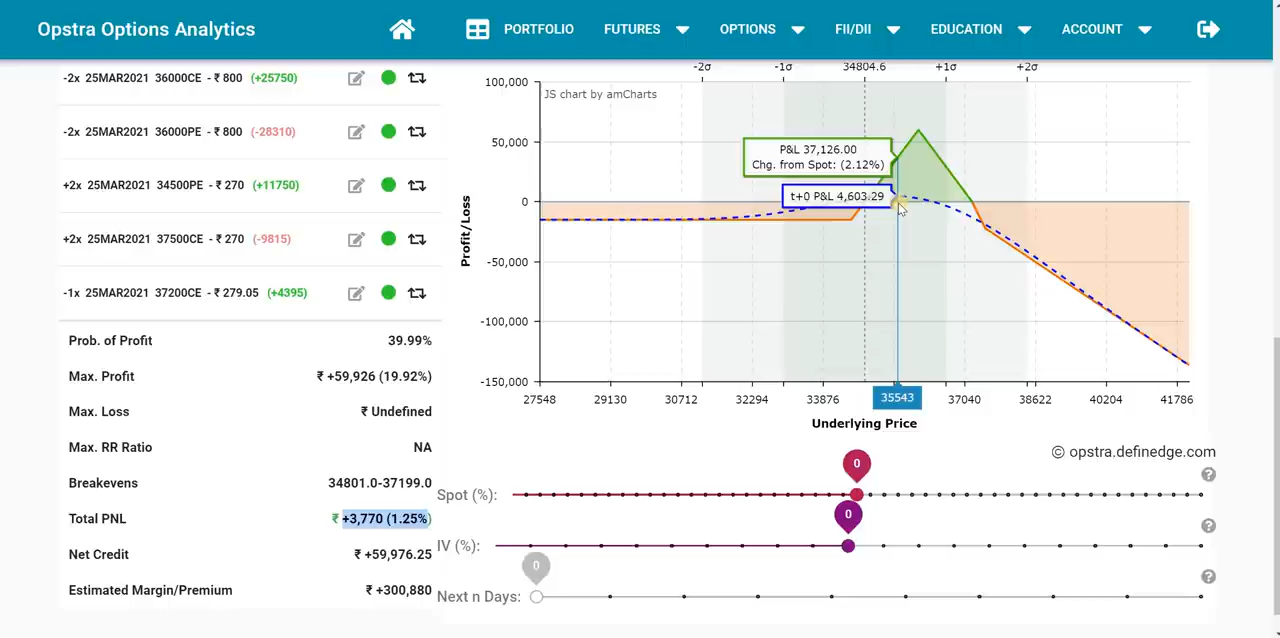 Opstra Options Analytics
PORTFOLIO FUTURES OPTIONS FII/DII EDUCATION ACCOUNT
-2x 25MAR2021 36000CE - ₹ 800 (+25750)
-2x 25MAR2021 36000PE - ₹ 800 (-28310)
+2x 25MAR2021 34500PE - ₹ 270 (+11750)
+2x 25MAR2021 37500CE - ₹ 270 (-9815)
-1x 25MAR2021 37200CE - ₹ 279.05 (+4395)
Prob. of Profit 39.99%
Max. Profit ₹ +59,926 (19.92%)
Max. Loss ₹ Undefined
Max. RR Ratio NA
Breakevens 34801.0-37199.0
Total PNL ₹ +3,770 (1.25%)
Net Credit ₹ +59,976.25
Estimated Margin/Premium ₹ +300,880
-2σ -1σ 34804.6 +1σ +2σ
JS chart by amCharts
100,000
50,000
0
-50,000
-100,000
-150,000
Profit/Loss
P&L 37,126.00
Chg. from Spot: (2.12%)
t+0 P&L 4,603.29
27548 29130 30712 32294 33876 35543 37040 38622 40204 41786
Underlying Price
© opstra.definedge.com
0
Spot (%): ?
0
IV (%): ?
0
Next n Days: ?